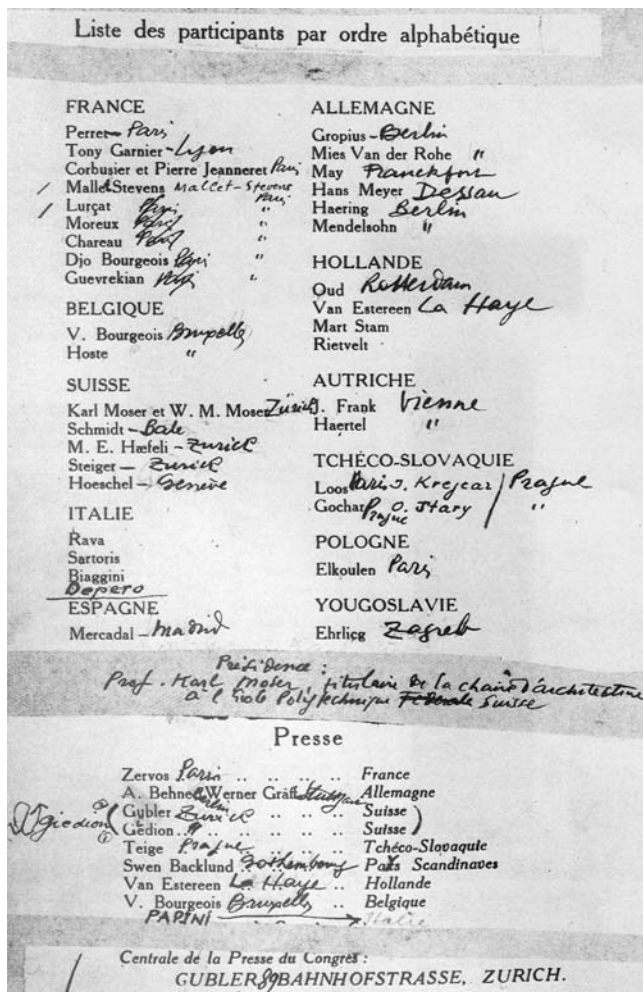 Liste des participants par ordre alphabétique
FRANCE
Perret - Paris
Tony Garnier - Lyon
Corbusier et Pierre Jeanneret Paris
/ Mallet Stevens Mallet-Stevens Paris
/ Lurçat Paris "
Moreux Paris "
Chareau Paris "
Djo Bourgeois Paris "
Guevrekian Paris "
BELGIQUE
V. Bourgeois Bruxelles
Hoste "
SUISSE
Karl Moser et W. M. Moser Zürich
Schmidt - Bale
M. E. Hæfeli - Zurich
Steiger - Zurich
Hoeschel - Genève
ITALIE
Rava
Sartoris
Biaggini
Depero
ESPAGNE
Mercadal - Madrid
ALLEMAGNE
Gropius - Berlin
Mies Van der Rohe "
May Franckfort
Hans Meyer Dessau
Haering Berlin
Mendelsohn "
HOLLANDE
Oud Rotterdam
Van Estereen La Haye
Mart Stam
Rietvelt
AUTRICHE
J. Frank Vienne
Haertel "
TCHÉCO-SLOVAQUIE
Loos Paris J. Krejcar / Prague
Gochar Prague O. Stary / "
POLOGNE
Elkoulen Paris
YOUGOSLAVIE
Ehrliçg Zagreb
Présidence :
Prof. Karl Moser, titulaire de la chaire d'architecture
à l'Ecole Polytechnique Fédérale Suisse
Presse
Zervos Paris .. .. .. .. France
A. Behne Berlin Werner Gräff Stuttgart Allemagne
Gubler Zurich .. .. .. Suisse
Giedion ( Gedion .. " .. .. .. .. Suisse )
Teige Prague .. .. .. Tchéco-Slovaquie
Swen Backlund Gothembourg Pays Scandinaves
Van Estereen La Haye .. Hollande
V. Bourgeois Bruxelles .. Belgique
PAPINI Italie
Centrale de la Presse du Congrès :
GUBLER 89 BAHNHOFSTRASSE, ZURICH.